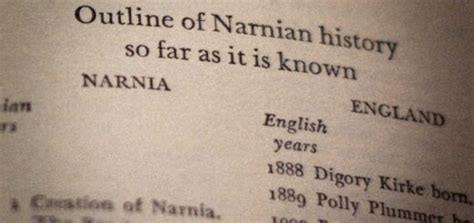 Outline of Narnian history
so far as it is known
NARNIA
ENGLAND
ian
English
years
1888 Digory Kirke born
1889 Polly Plummer
Creation of Narnia.